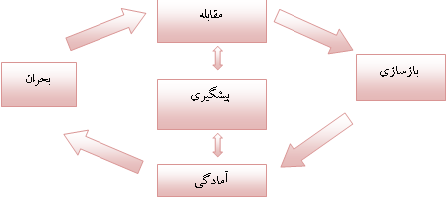 مقابله
بازسازی
بحران
پیشگیری
آمادگی